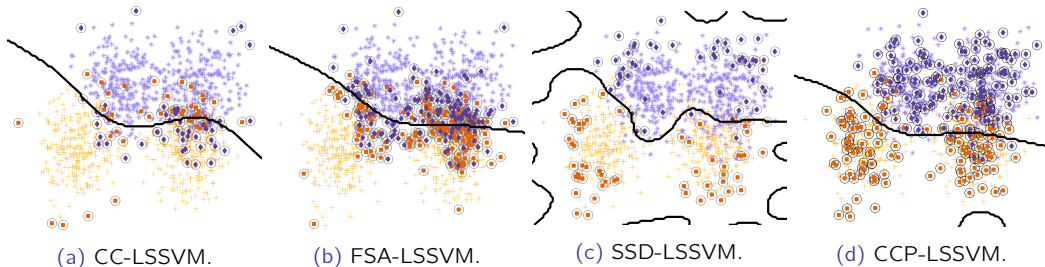 (a) CC-LSSVM.
(b) FSA-LSSVM.
(c) SSD-LSSVM.
(d) CCP-LSSVM.